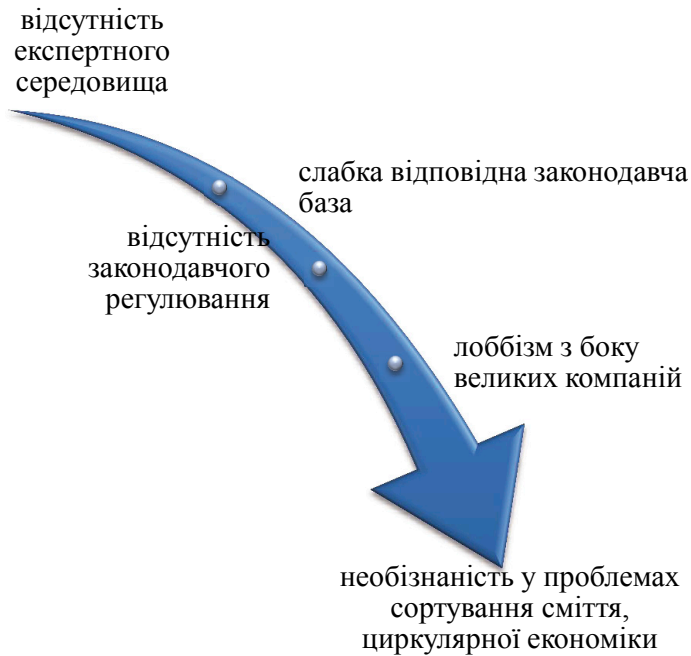 відсутність
експертного
середовища
слабка відповідна законодавча
база
відсутність
законодавчого
регулювання
лоббізм з боку
великих компаній
необізнаність у проблемах
сортування сміття,
циркулярної економіки